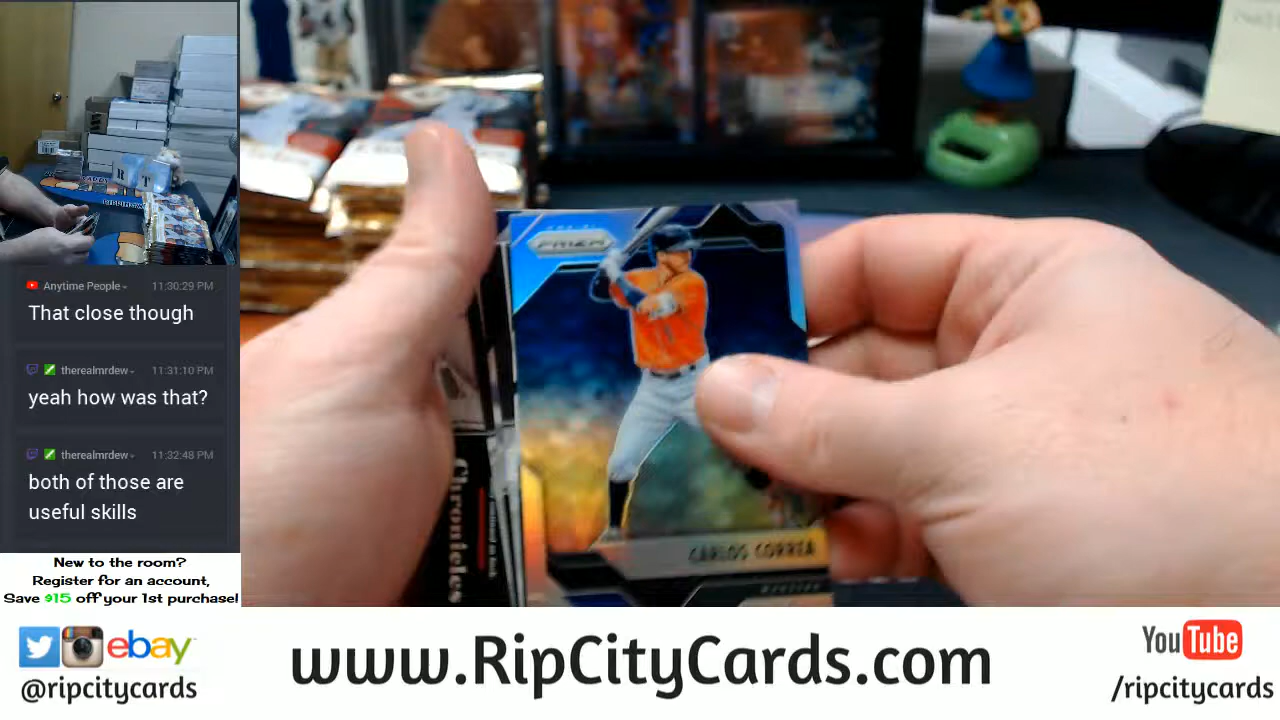 Anytime People
11:30:29 PM
That close though
therealmrdew
11:31:10 PM
yeah how was that?
therealmrdew
11:32:48 PM
both of those are
useful skills
New to the room?
Register for an account,
Save $15 off your 1st purchase!
PRIZM
CARLOS CORREA
Chronicles
R T
ebay
@ripcitycards
www.RipCityCards.com
YouTube
/ripcitycards